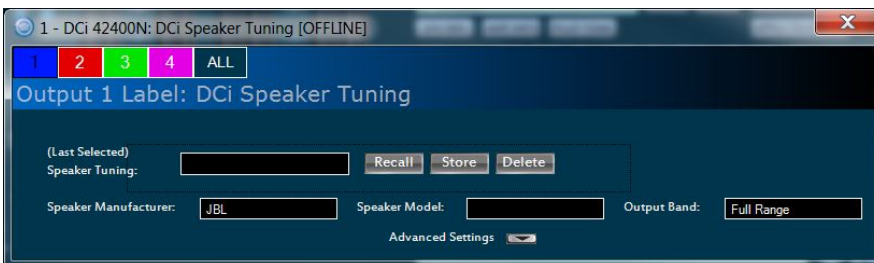 1 - DCi 42400N: DCi Speaker Tuning [OFFLINE]
X
1 2 3 4 ALL
Output 1 Label: DCi Speaker Tuning
(Last Selected)
Speaker Tuning:
Recall Store Delete
Speaker Manufacturer: JBL Speaker Model: Output Band: Full Range
Advanced Settings